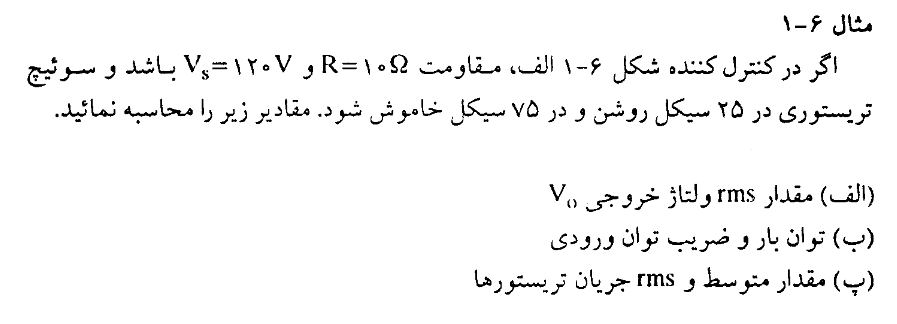 مثال ۶-۱
اگر در کنترل کننده شکل ۶-۱ الف، مقاومت R=۱۰Ω و Vs=۱۲۰V باشد و سوئیچ
تریستوری در ۲۵ سیکل روشن و در ۷۵ سیکل خاموش شود. مقادیر زیر را محاسبه نمائید.
(الف) مقدار rms ولتاژ خروجی V₀
(ب) توان بار و ضریب توان ورودی
(پ) مقدار متوسط و rms جریان تریستورها